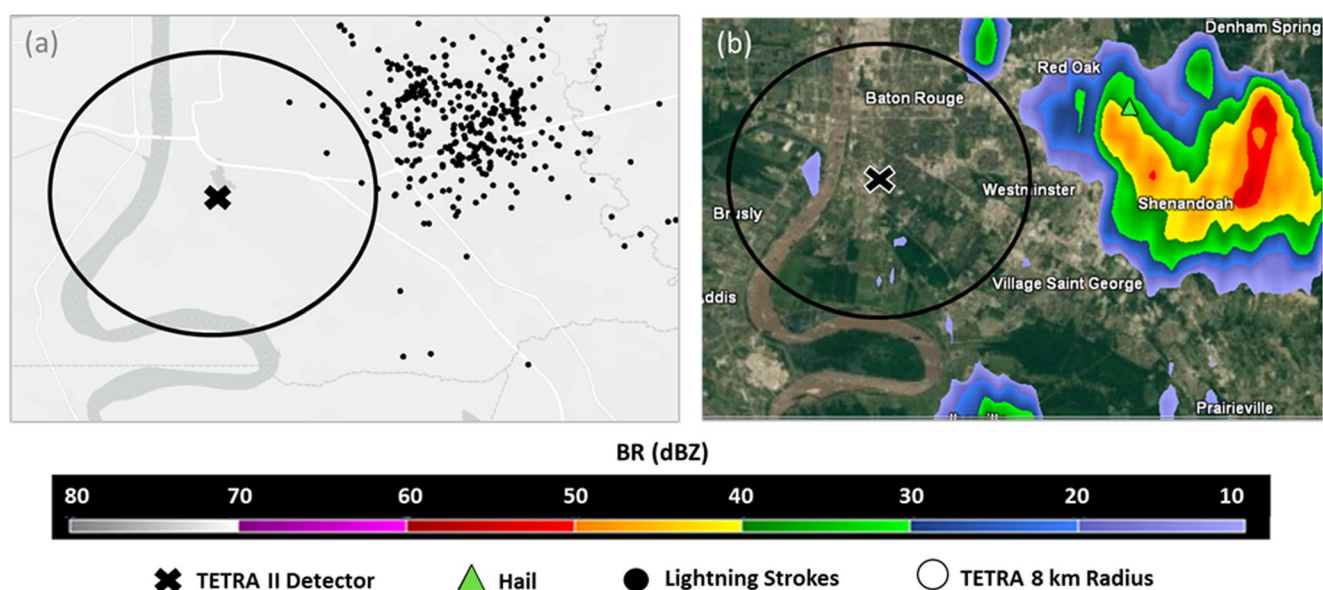 (a)
(b)
Denham Spring
Red Oak
Baton Rouge
Westminster
Brusly
Shenandoah
Village Saint George
ddis
Prairieville
BR (dBZ)
80 70 60 50 40 30 20 10
TETRA II Detector Hail Lightning Strokes TETRA 8 km Radius